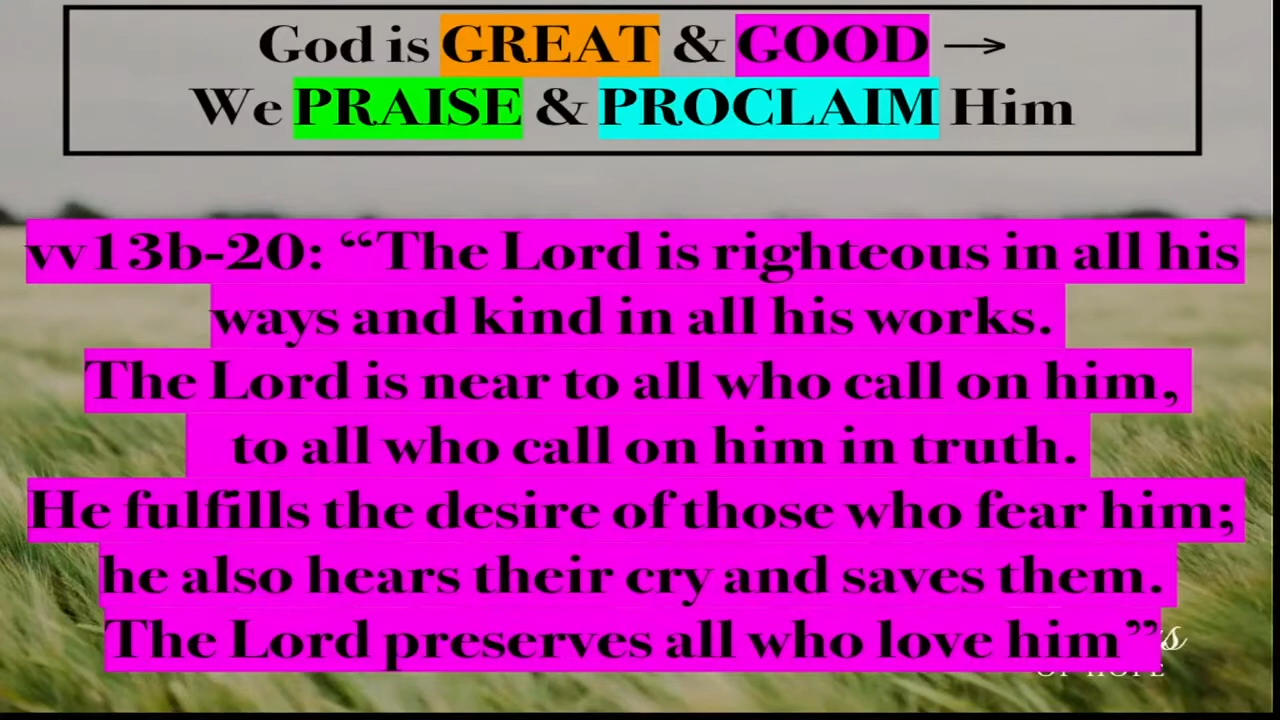 God is GREAT & GOOD →
We PRAISE & PROCLAIM Him
vv13b-20: “The Lord is righteous in all his
ways and kind in all his works.
The Lord is near to all who call on him,
to all who call on him in truth.
He fulfills the desire of those who fear him;
he also hears their cry and saves them.
The Lord preserves all who love him”
OF HOPE